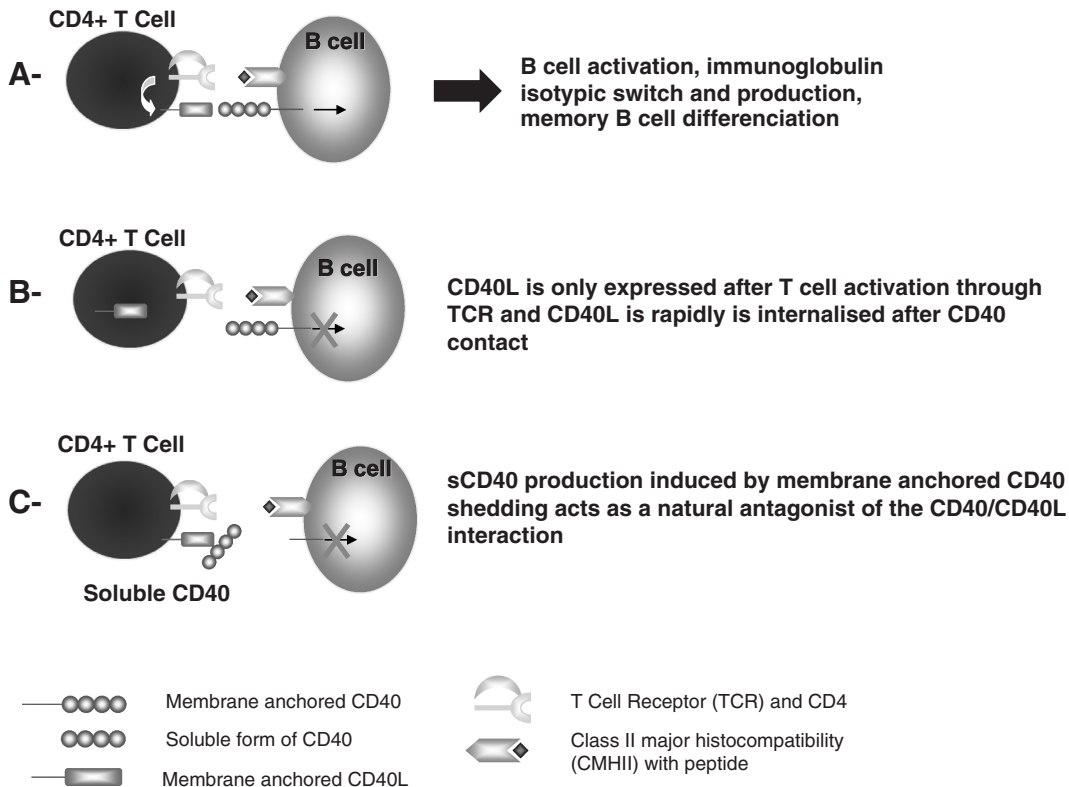 CD4+ T Cell
B cell
A-
B cell activation, immunoglobulin
isotypic switch and production,
memory B cell differenciation
CD4+ T Cell
B cell
B-
CD40L is only expressed after T cell activation through
TCR and CD40L is rapidly is internalised after CD40
contact
CD4+ T Cell
B cell
C-
sCD40 production induced by membrane anchored CD40
shedding acts as a natural antagonist of the CD40/CD40L
interaction
Soluble CD40
Membrane anchored CD40
Soluble form of CD40
Membrane anchored CD40L
T Cell Receptor (TCR) and CD4
Class II major histocompatibility
(CMHII) with peptide